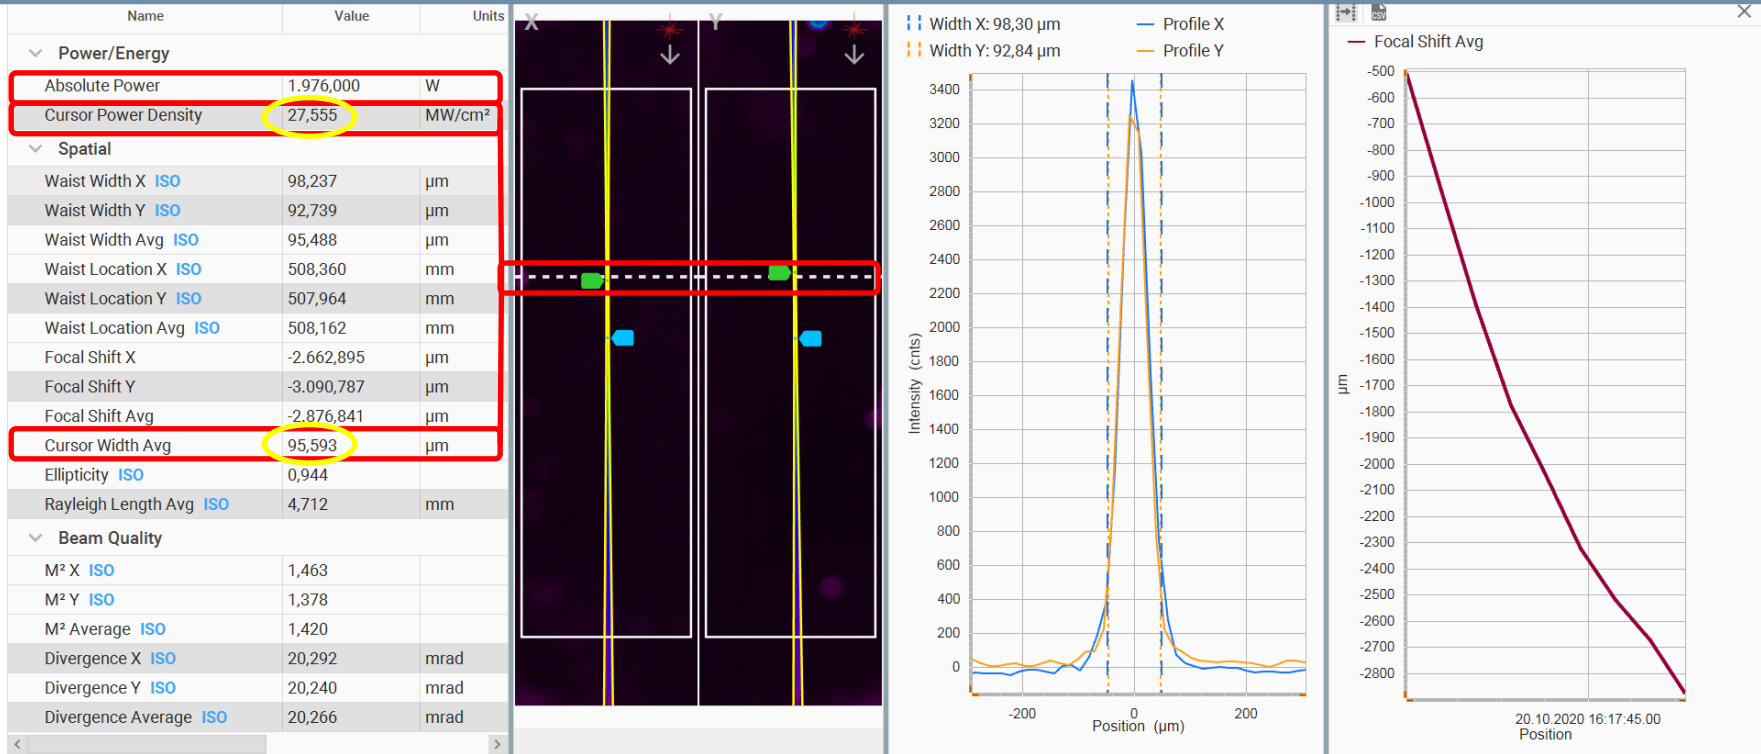 Name Value Units
Power/Energy
Absolute Power 1.976,000 W
Cursor Power Density 27,555 MW/cm²
Spatial
Waist Width X ISO 98,237 µm
Waist Width Y ISO 92,739 µm
Waist Width Avg ISO 95,488 µm
Waist Location X ISO 508,360 mm
Waist Location Y ISO 507,964 mm
Waist Location Avg ISO 508,162 mm
Focal Shift X -2.662,895 µm
Focal Shift Y -3.090,787 µm
Focal Shift Avg -2.876,841 µm
Cursor Width Avg 95,593 µm
Ellipticity ISO 0,944
Rayleigh Length Avg ISO 4,712 mm
Beam Quality
M² X ISO 1,463
M² Y ISO 1,378
M² Average ISO 1,420
Divergence X ISO 20,292 mrad
Divergence Y ISO 20,240 mrad
Divergence Average ISO 20,266 mrad
X Y
Width X: 98,30 µm Profile X
Width Y: 92,84 µm Profile Y
3400
3200
3000
2800
2600
2400
2200
2000
1800
1600
1400
1200
1000
800
600
400
200
0
Intensity (cnts)
-200 0 200
Position (µm)
CSV
Focal Shift Avg
-500
-600
-700
-800
-900
-1000
-1100
-1200
-1300
-1400
-1500
-1600
-1700
-1800
-1900
-2000
-2100
-2200
-2300
-2400
-2500
-2600
-2700
-2800
µm
20.10.2020 16:17:45.00
Position